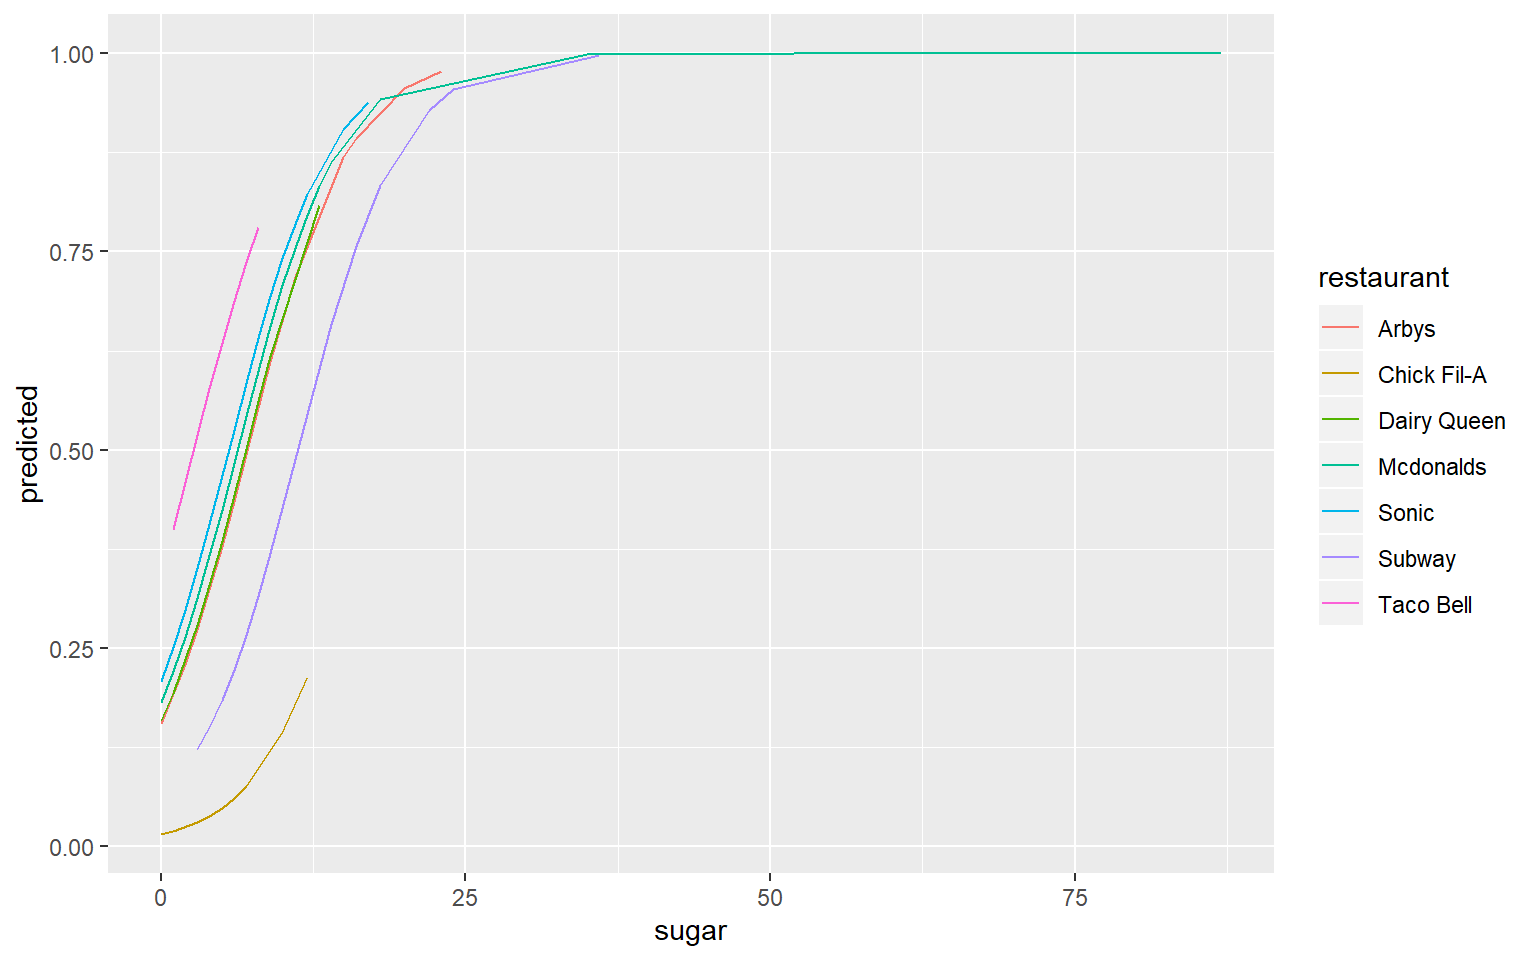 1.00
0.75
0.50
0.25
0.00
predicted
0
25
50
75
sugar
restaurant
Arbys
Chick Fil-A
Dairy Queen
Mcdonalds
Sonic
Subway
Taco Bell